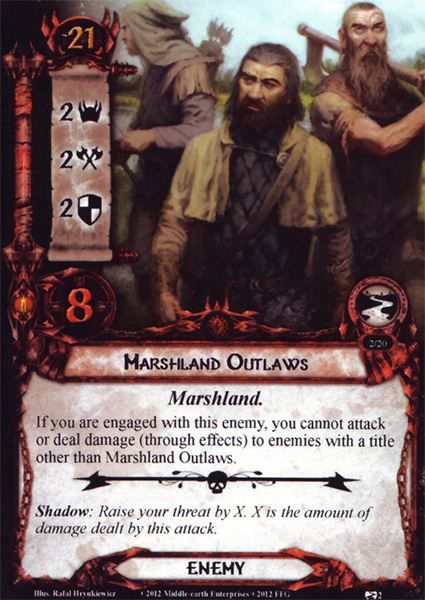 21
2
2
2
8
2/20
Marshland Outlaws
Marshland.
If you are engaged with this enemy, you cannot attack
or deal damage (through effects) to enemies with a title
other than Marshland Outlaws.
Shadow: Raise your threat by X. X is the amount of
damage dealt by this attack.
ENEMY
Illus. Rafał Hrynkiewicz ©2012 Middle-earth Enterprises ©2012 FFG 2